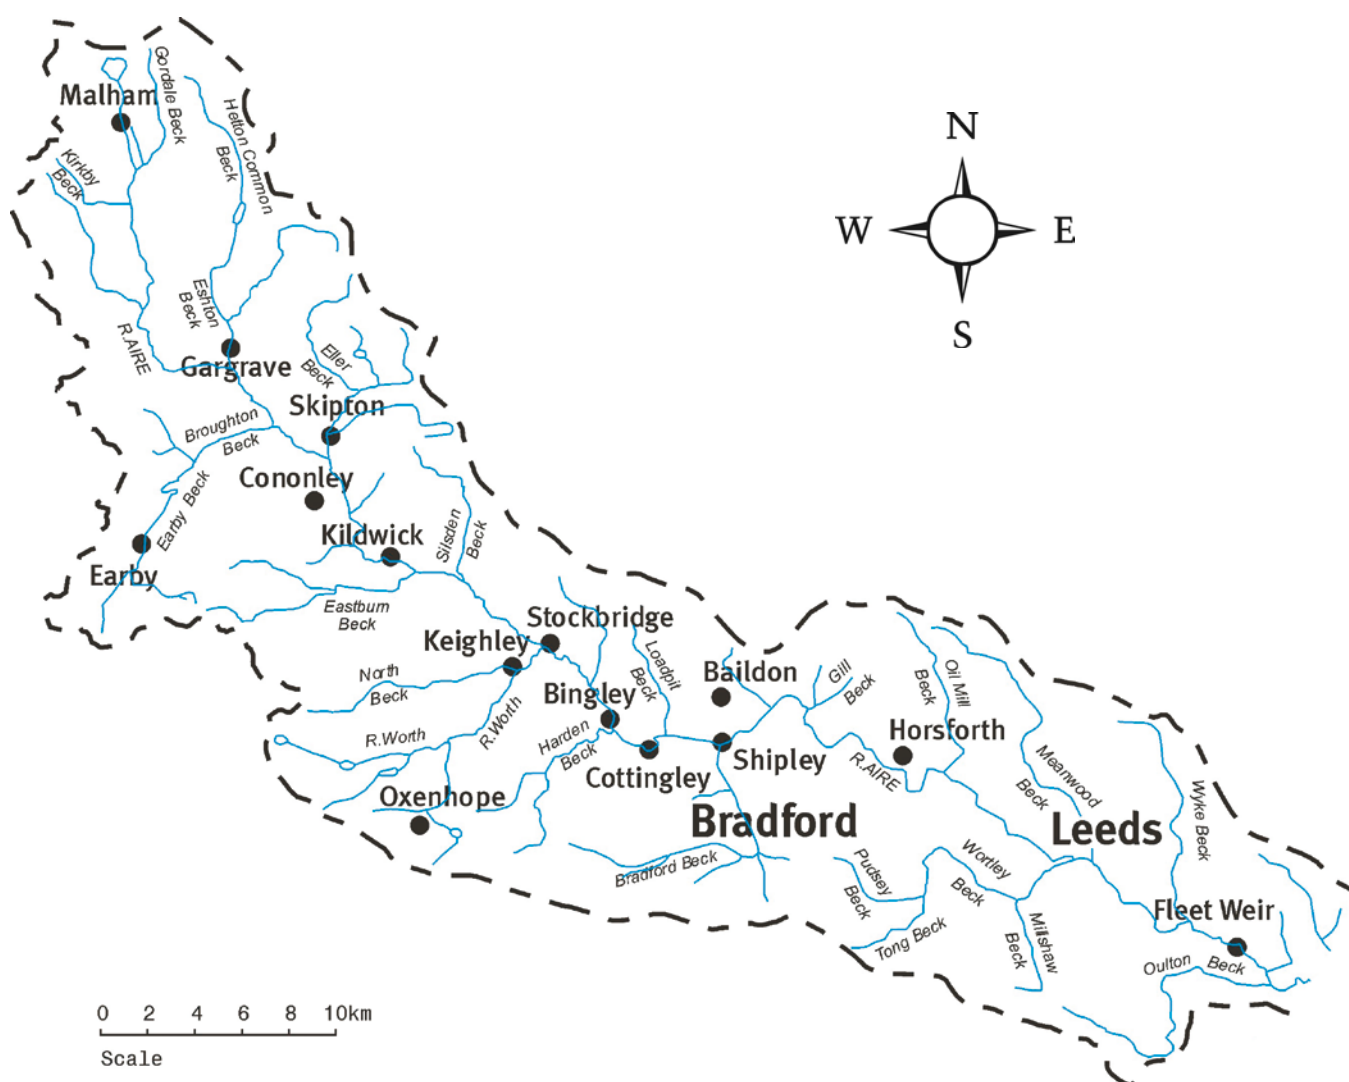 Malham
Gordale Beck
Hetton Common
Beck
Kirkby
Beck
N
W
E
S
Eshton
Beck
R.AIRE
Gargrave
Eller
Beck
Skipton
Broughton
Beck
Cononley
Earby Beck
Kildwick
Silsden
Beck
Earby
Eastburn
Beck
Stockbridge
Keighley
Loadpit
Beck
North
Beck
Baildon
Gill
Beck
Oil Mill
Beck
Bingley
R.Worth
R.Worth
Harden
Beck
Horsforth
Cottingley
Shipley
R.AIRE
Meanwood
Beck
Oxenhope
Bradford
Leeds
Wyke Beck
Bradford Beck
Pudsey
Beck
Wortley
Beck
Tong Beck
Millshaw
Beck
Fleet Weir
Oulton Beck
0 2 4 6 8 10km
Scale